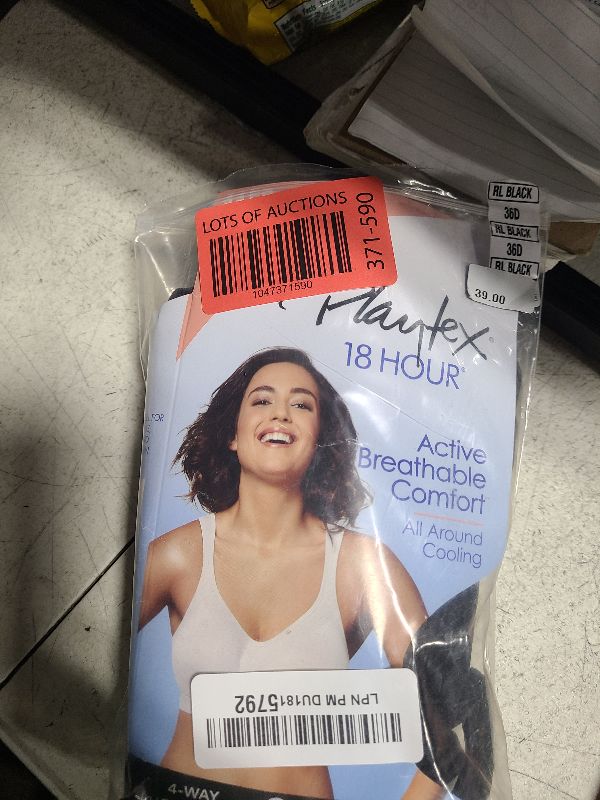 LOTS OF AUCTIONS
371-590
1047371590
RL BLACK
36D
RL BLACK
36D
RL BLACK
39.00
Playtex
18 HOUR®
Active
Breathable
Comfort
All Around
Cooling
LPN PM DU1815792
4-WAY